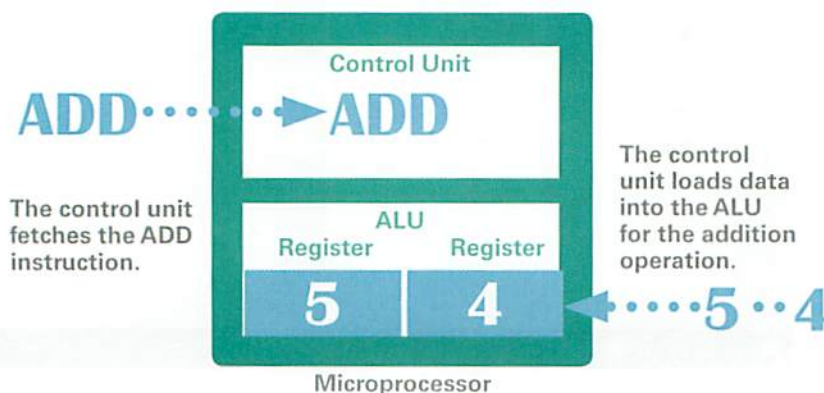 Control Unit
ADD ADD
The control unit
fetches the ADD
instruction.
The control
unit loads data
into the ALU
for the addition
operation.
ALU
Register Register
5 4
5 4
Microprocessor